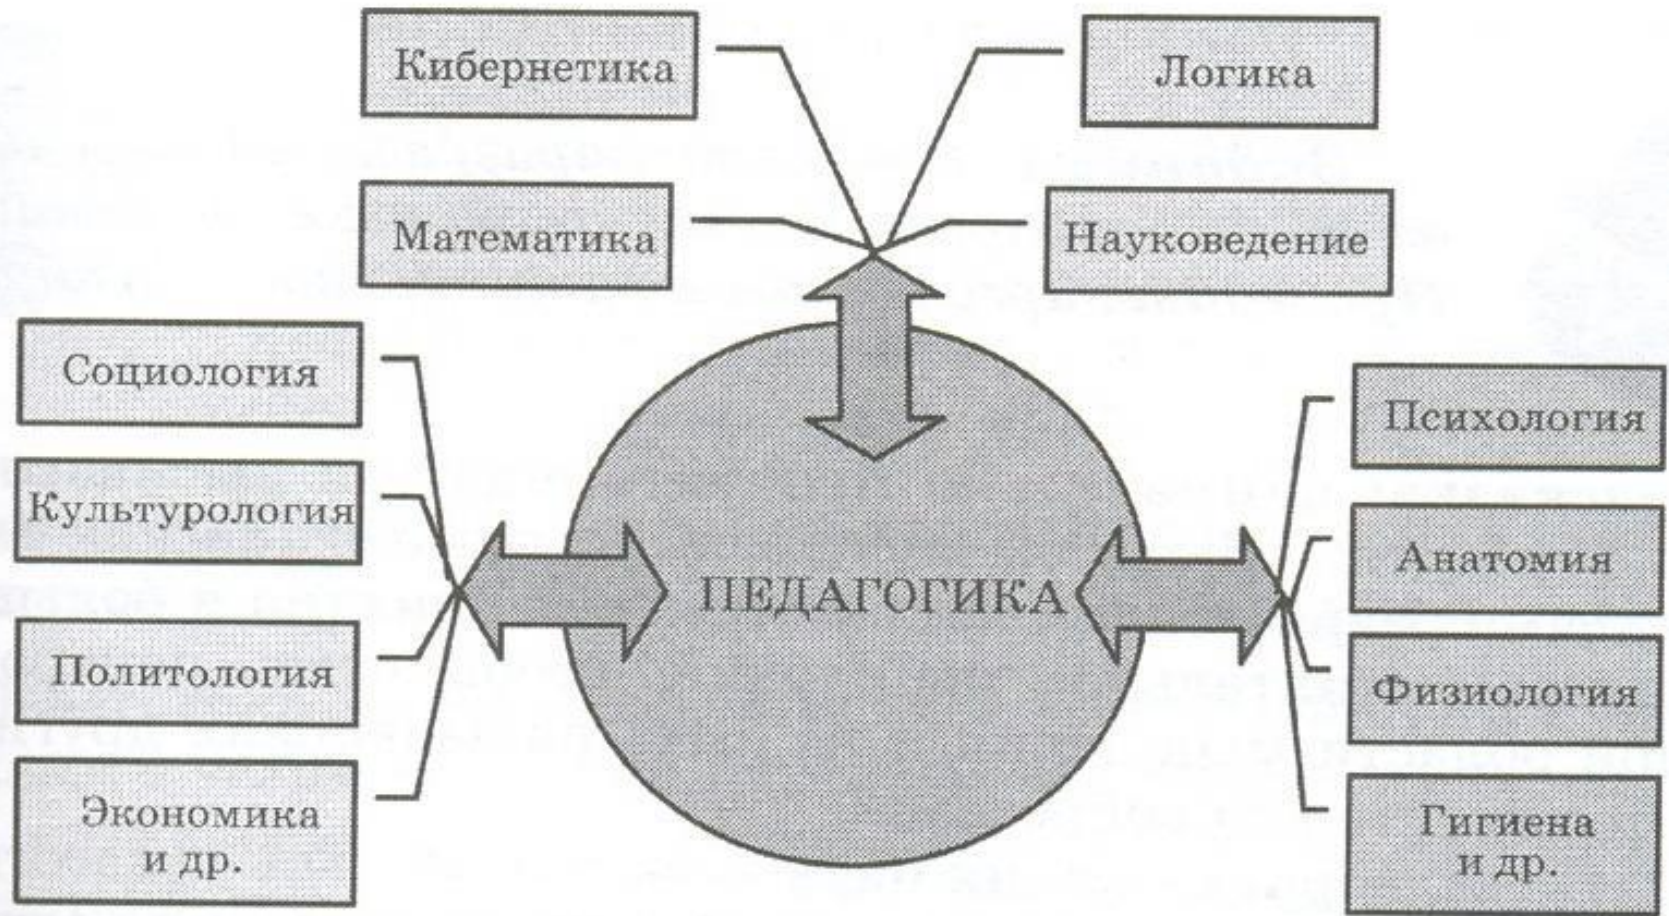 Кибернетика
Логика
Математика
Науковедение
Социология
Культурология
Политология
Экономика
и др.
ПЕДАГОГИКА
Психология
Анатомия
Физиология
Гигиена
и др.